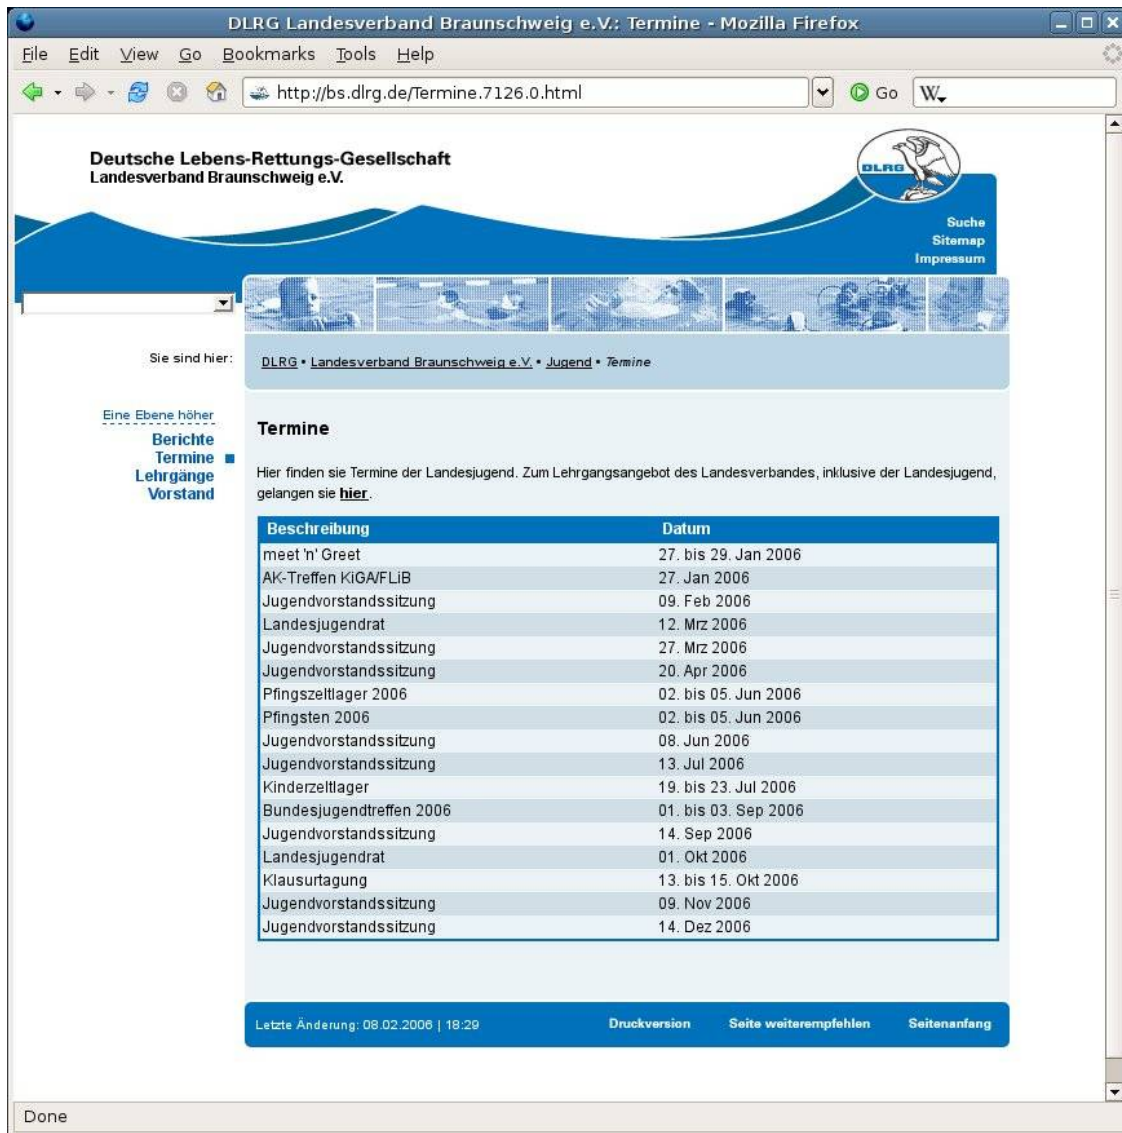 DLRG Landesverband Braunschweig e.V.: Termine - Mozilla Firefox
File Edit View Go Bookmarks Tools Help
http://bs.dlrg.de/Termine.7126.0.html Go W
Deutsche Lebens-Rettungs-Gesellschaft
Landesverband Braunschweig e.V.
DLRG
Suche
Sitemap
Impressum
Sie sind hier:
DLRG • Landesverband Braunschweig e.V. • Jugend • Termine
Eine Ebene höher
Berichte
Termine
Lehrgänge
Vorstand
Termine
Hier finden sie Termine der Landesjugend. Zum Lehrgangsangebot des Landesverbandes, inklusive der Landesjugend,
gelangen sie hier.
Beschreibung Datum
meet 'n' Greet 27. bis 29. Jan 2006
AK-Treffen KiGA/FLiB 27. Jan 2006
Jugendvorstandssitzung 09. Feb 2006
Landesjugendrat 12. Mrz 2006
Jugendvorstandssitzung 27. Mrz 2006
Jugendvorstandssitzung 20. Apr 2006
Pfingszeltlager 2006 02. bis 05. Jun 2006
Pfingsten 2006 02. bis 05. Jun 2006
Jugendvorstandssitzung 08. Jun 2006
Jugendvorstandssitzung 13. Jul 2006
Kinderzeltlager 19. bis 23. Jul 2006
Bundesjugendtreffen 2006 01. bis 03. Sep 2006
Jugendvorstandssitzung 14. Sep 2006
Landesjugendrat 01. Okt 2006
Klausurtagung 13. bis 15. Okt 2006
Jugendvorstandssitzung 09. Nov 2006
Jugendvorstandssitzung 14. Dez 2006
Letzte Änderung: 08.02.2006 | 18:29 Druckversion Seite weiterempfehlen Seitenanfang
Done